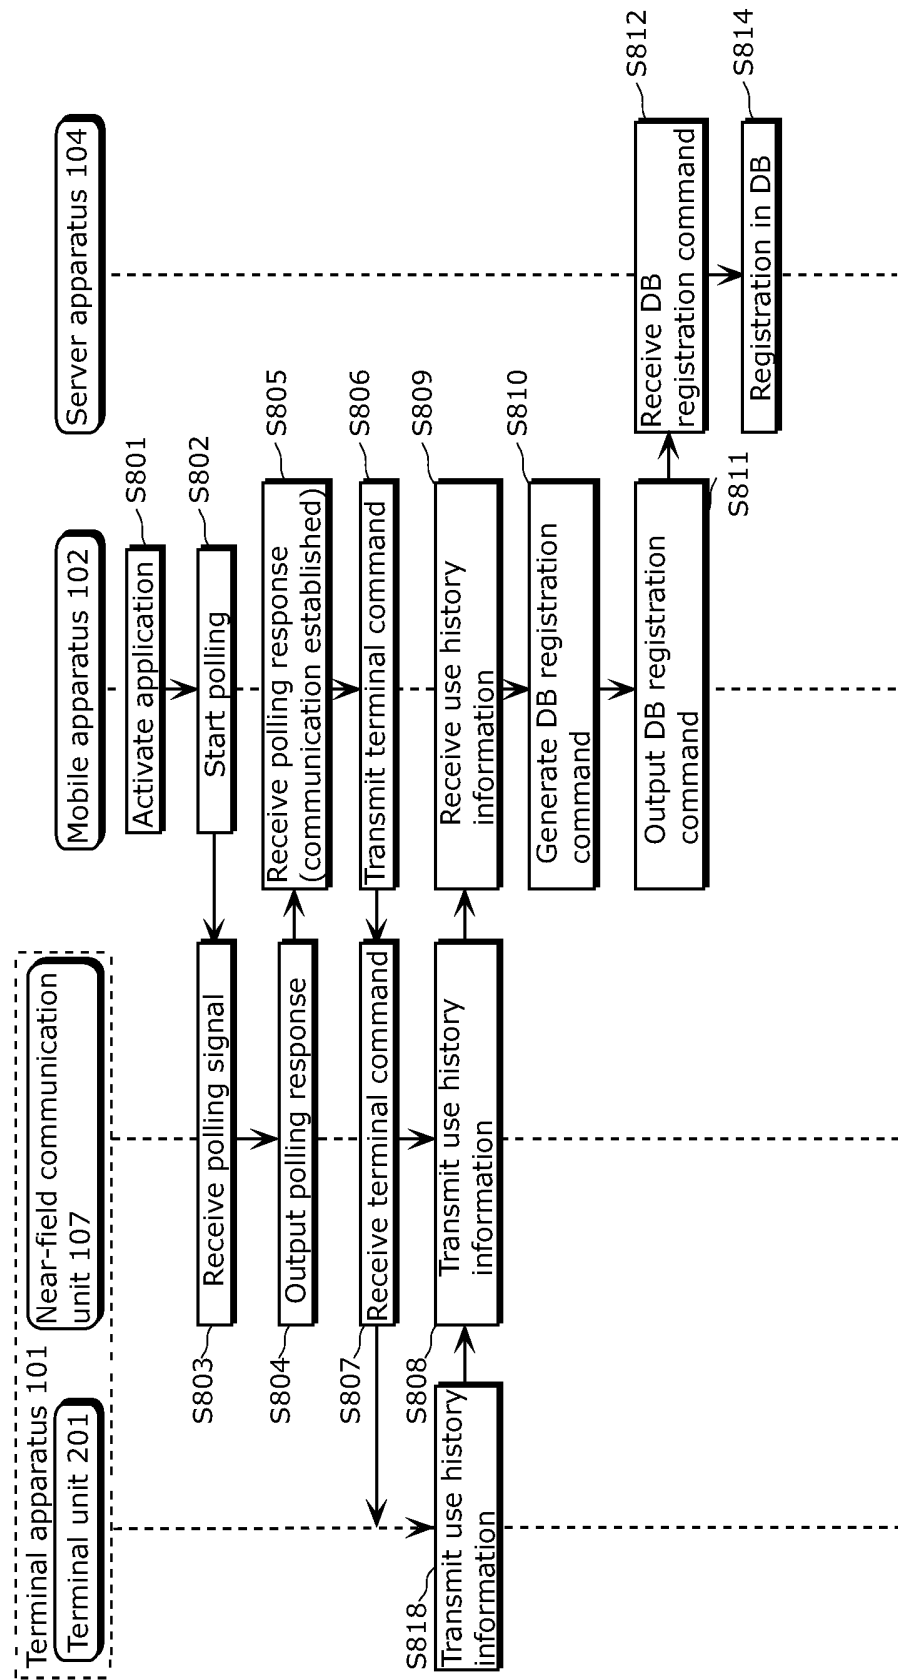 Terminal apparatus 101
Terminal unit 201
Near-field communication
unit 107
Mobile apparatus 102
Server apparatus 104
S801
Activate application
S802
Start polling
S803
Receive polling signal
S804
Output polling response
S805
Receive polling response
(communication established)
S806
Transmit terminal command
S807
Receive terminal command
S818
Transmit use history
information
S808
Transmit use history
information
S809
Receive use history
information
S810
Generate DB registration
command
S811
Output DB registration
command
S812
Receive DB
registration command
S814
Registration in DB